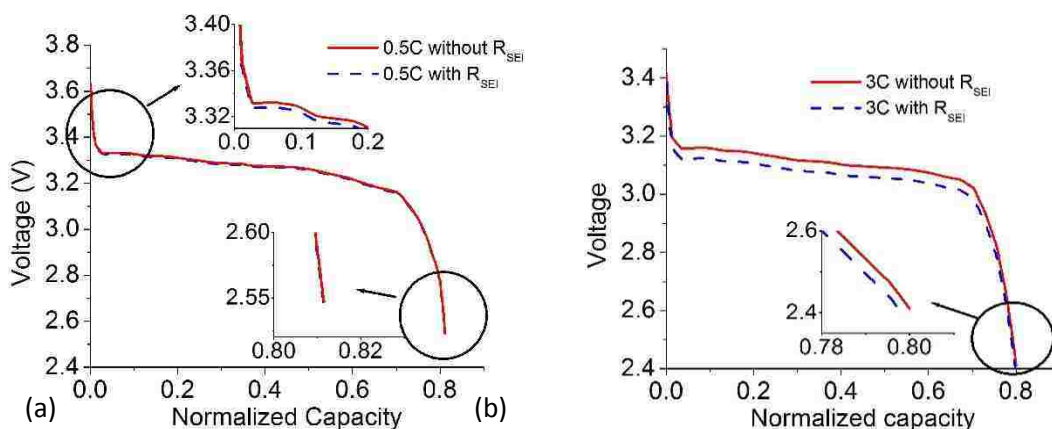 3.8
3.6
3.4
3.2
3.0
2.8
2.6
2.4
Voltage (V)
0.0 0.2 0.4 0.6 0.8
Normalized Capacity
(a)
3.40
3.36
3.32
0.0 0.1 0.2
0.5C without R_SEI
0.5C with R_SEI
2.60
2.55
0.80 0.82
3.4
3.2
3.0
2.8
2.6
2.4
Voltage
0.0 0.2 0.4 0.6 0.8
Normalized capacity
(b)
3C without R_SEI
3C with R_SEI
2.6
2.4
0.78 0.80